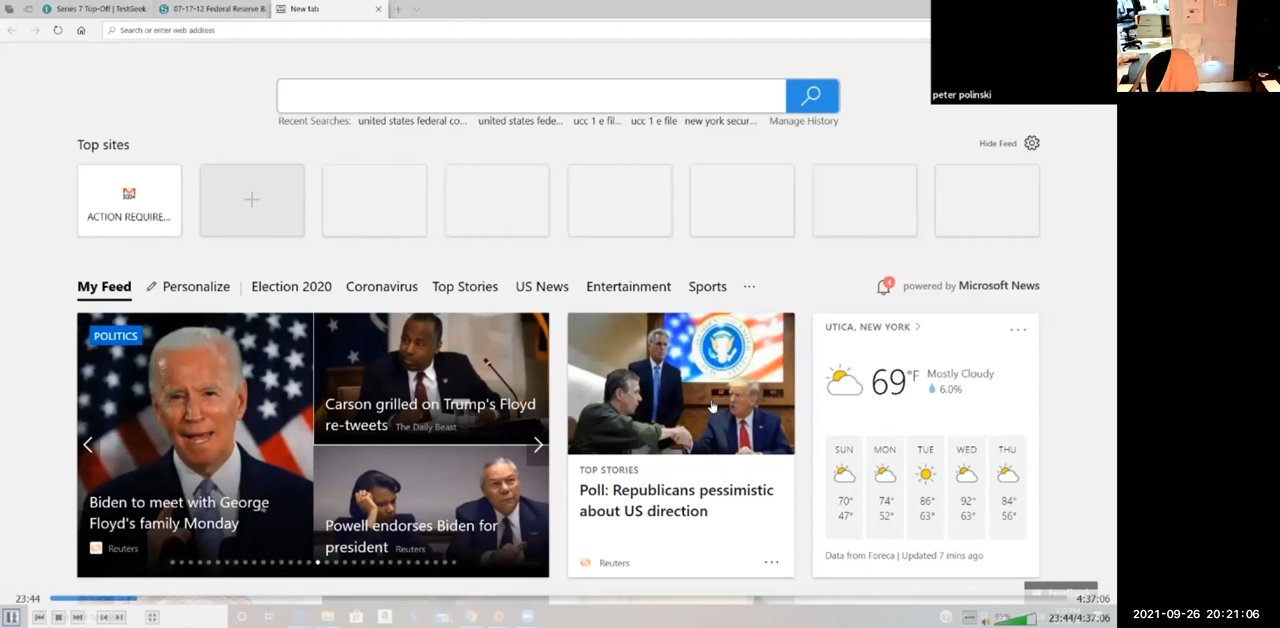 Series 7 Top-Off | TestGeek
07-17-12 Federal Reserve B
New tab
Search or enter web address
peter polinski
Recent Searches: united states federal co... united states fede... ucc 1 e fil... ucc 1 e file new york secur... Manage History
Top sites
Hide Feed
ACTION REQUIRE...
My Feed Personalize | Election 2020 Coronavirus Top Stories US News Entertainment Sports ...
4
powered by Microsoft News
POLITICS
Biden to meet with George
Floyd's family Monday
Reuters
Carson grilled on Trump's Floyd
re-tweets The Daily Beast
Powell endorses Biden for
president Reuters
TOP STORIES
Poll: Republicans pessimistic
about US direction
Reuters
UTICA, NEW YORK
69°F Mostly Cloudy
6.0%
SUN MON TUE WED THU
70° 74° 86° 92° 84°
47° 52° 63° 63° 56°
Data from Foreca | Updated 7 mins ago
23:44
4:37:06
23:44/4:37:06
2021-09-26 20:21:06